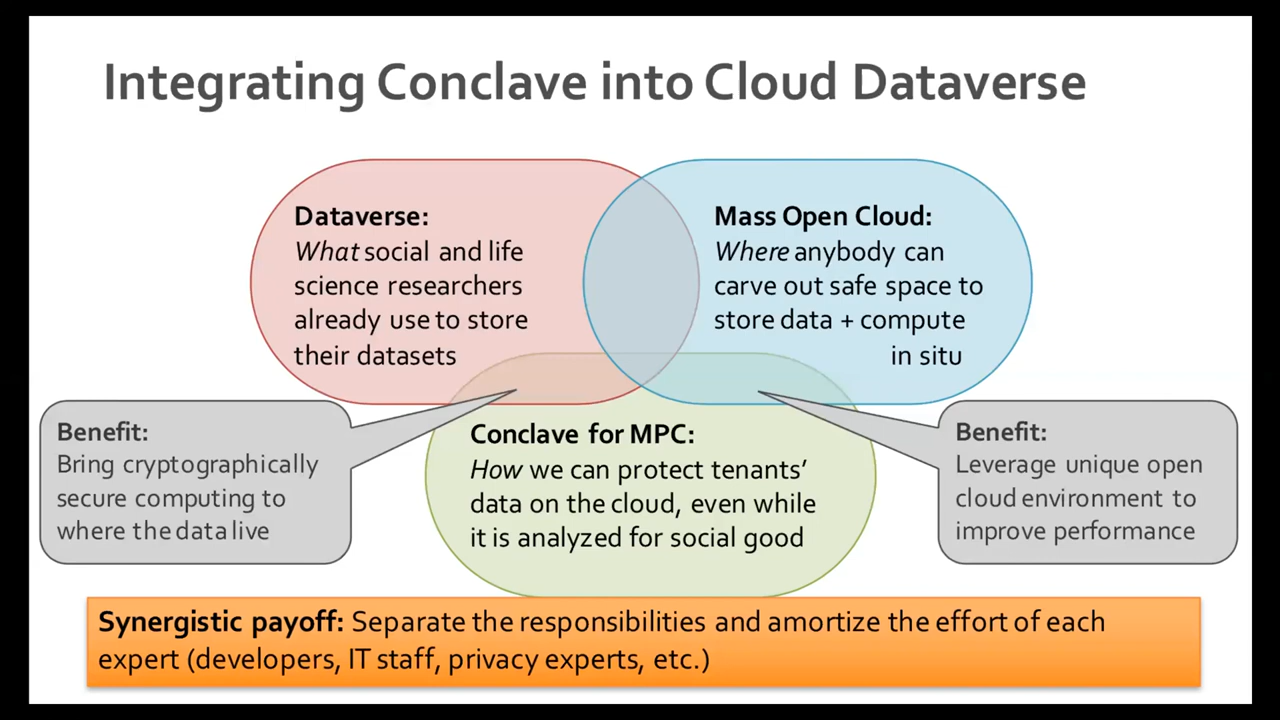 Integrating Conclave into Cloud Dataverse
Dataverse:
What social and life
science researchers
already use to store
their datasets
Mass Open Cloud:
Where anybody can
carve out safe space to
store data + compute
in situ
Benefit:
Bring cryptographically
secure computing to
where the data live
Conclave for MPC:
How we can protect tenants’
data on the cloud, even while
it is analyzed for social good
Benefit:
Leverage unique open
cloud environment to
improve performance
Synergistic payoff: Separate the responsibilities and amortize the effort of each
expert (developers, IT staff, privacy experts, etc.)